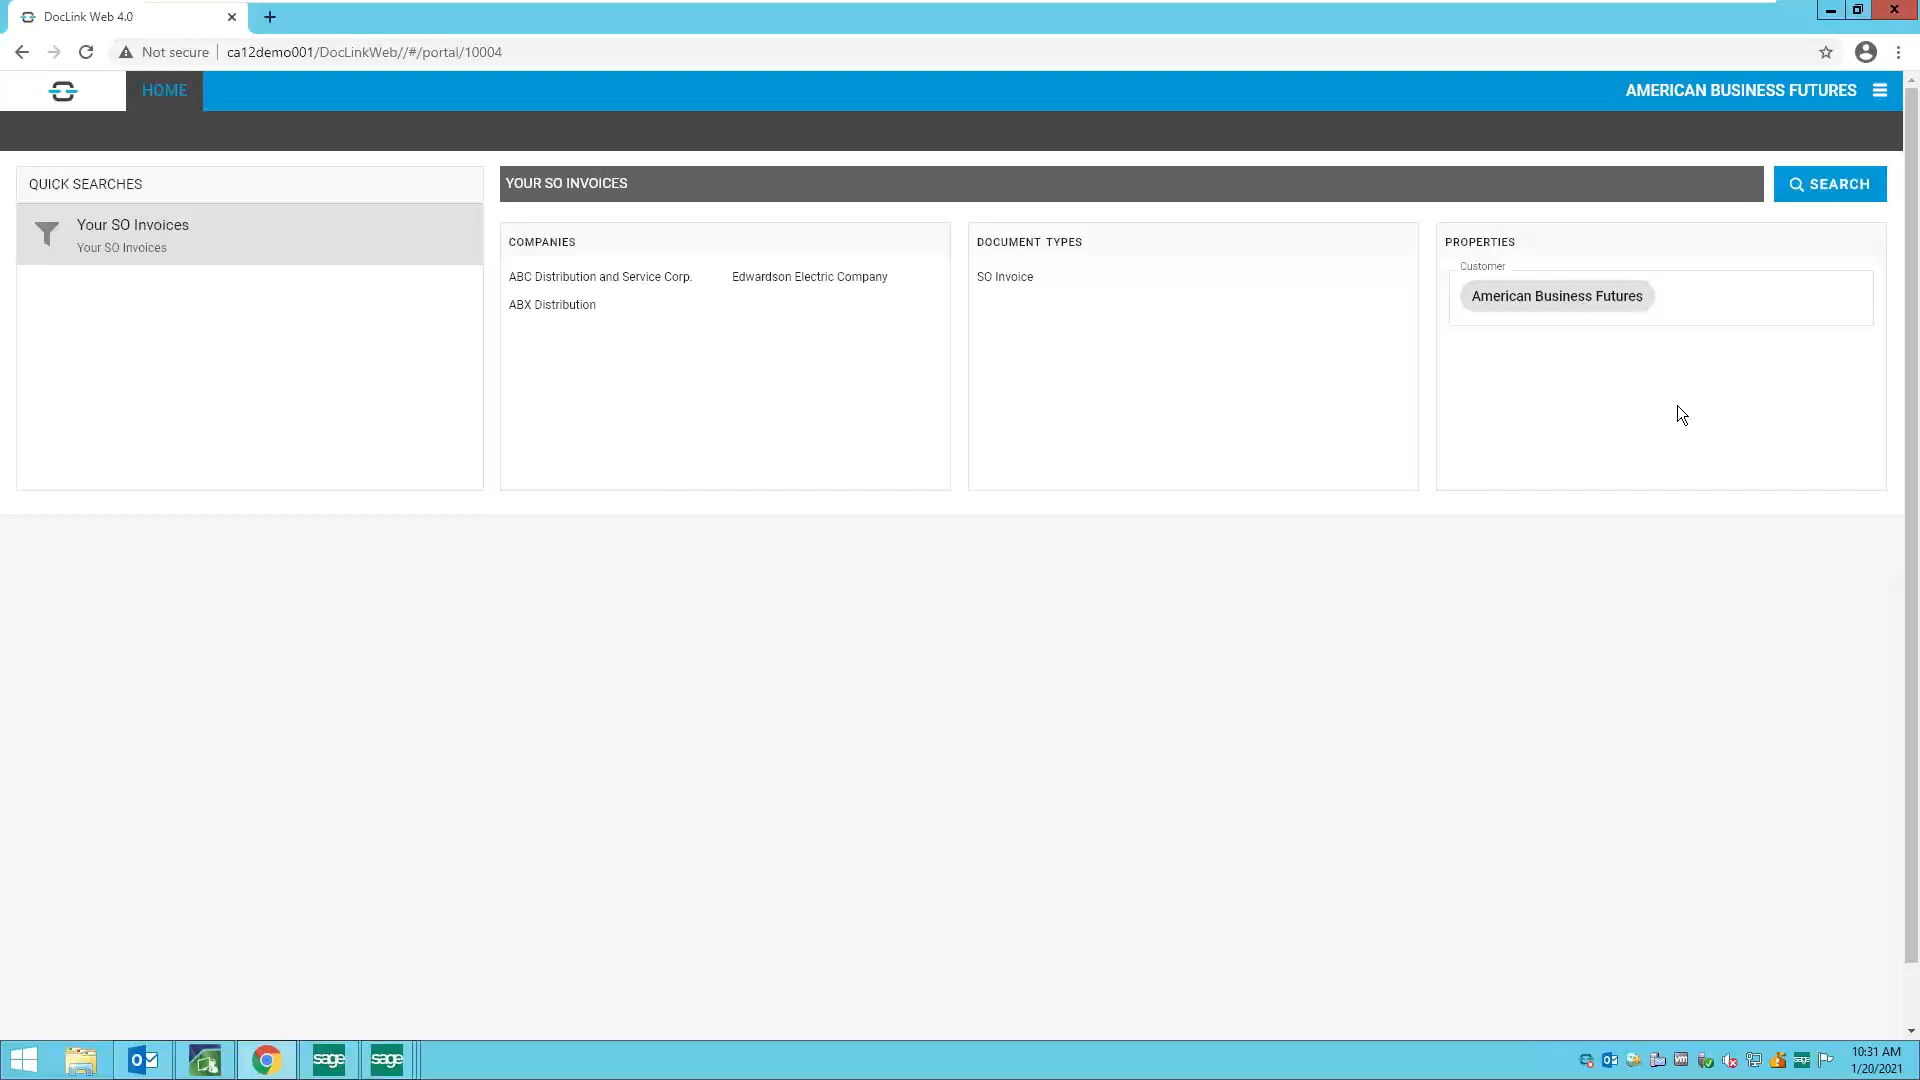 DocLink Web 4.0
Not secure
ca12demo001/DocLinkWeb//#/portal/10004
HOME
AMERICAN BUSINESS FUTURES
QUICK SEARCHES
Your SO Invoices
Your SO Invoices
YOUR SO INVOICES
SEARCH
COMPANIES
ABC Distribution and Service Corp.
Edwardson Electric Company
ABX Distribution
DOCUMENT TYPES
SO Invoice
PROPERTIES
Customer
American Business Futures
sage
sage
10:31 AM
1/20/2021